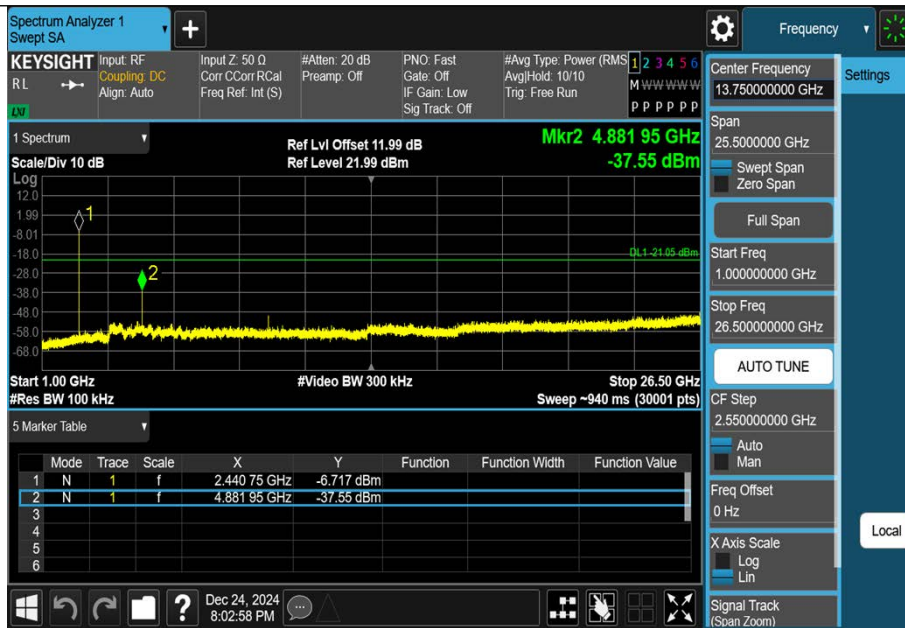 Spectrum Analyzer 1
Swept SA
+
Frequency
KEYSIGHT
Input: RF
Input Z: 50 Ω
#Atten: 20 dB
PNO: Fast
#Avg Type: Power (RMS
1 2 3 4 5 6
RL
Coupling: DC
Corr CCorr RCal
Preamp: Off
Gate: Off
Avg|Hold: 10/10
M W W W W W
Align: Auto
Freq Ref: Int (S)
IF Gain: Low
Trig: Free Run
Sig Track: Off
P P P P P P
LXI
1 Spectrum
Ref Lvl Offset 11.99 dB
Mkr2 4.881 95 GHz
Scale/Div 10 dB
Ref Level 21.99 dBm
-37.55 dBm
Log
12.0
1.99
-8.01
-18.0
-28.0
-38.0
-48.0
-58.0
-68.0
1
2
DL1 -21.05 dBm
Start 1.00 GHz
#Video BW 300 kHz
Stop 26.50 GHz
#Res BW 100 kHz
Sweep ~940 ms (30001 pts)
5 Marker Table
Mode Trace Scale X Y Function Function Width Function Value
1 N 1 f 2.440 75 GHz -6.717 dBm
2 N 1 f 4.881 95 GHz -37.55 dBm
3
4
5
6
?
Dec 24, 2024
8:02:58 PM
Center Frequency
13.750000000 GHz
Span
25.5000000 GHz
Swept Span
Zero Span
Full Span
Start Freq
1.000000000 GHz
Stop Freq
26.500000000 GHz
AUTO TUNE
CF Step
2.550000000 GHz
Auto
Man
Freq Offset
0 Hz
X Axis Scale
Log
Lin
Signal Track
(Span Zoom)
Settings
Local